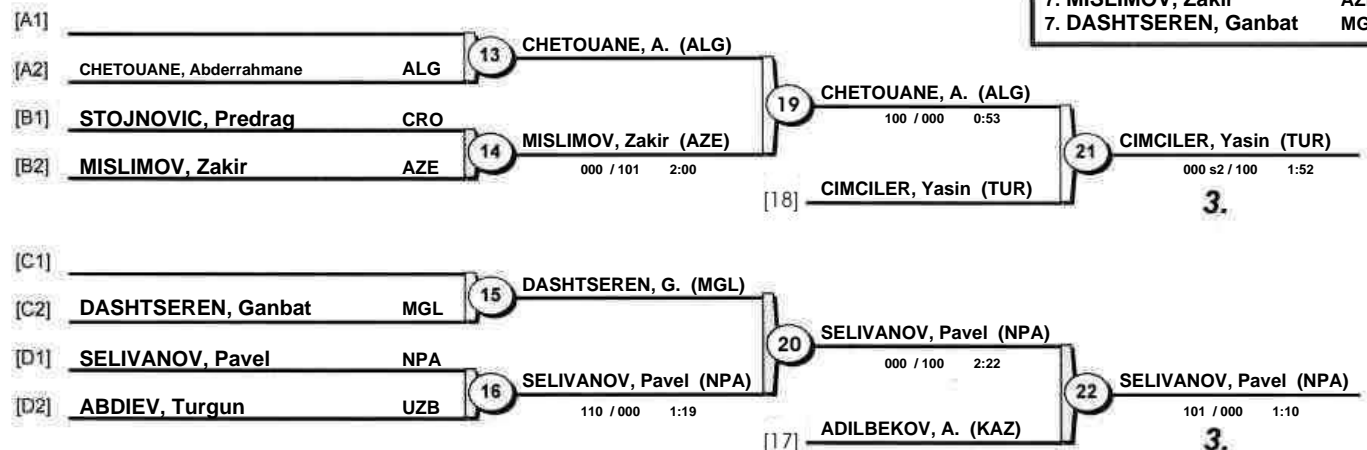 7. MISLIMOV, Zakir AZE
7. DASHTSEREN, Ganbat MG
[A1]
[A2] CHETOUANE, Abderrahmane ALG
13 CHETOUANE, A. (ALG)
[B1] STOJNOVIC, Predrag CRO
[B2] MISLIMOV, Zakir AZE
14 MISLIMOV, Zakir (AZE)
000 / 101 2:00
19 CHETOUANE, A. (ALG)
100 / 000 0:53
[18] CIMCILER, Yasin (TUR)
21 CIMCILER, Yasin (TUR)
000 s2 / 100 1:52
3.
[C1]
[C2] DASHTSEREN, Ganbat MGL
15 DASHTSEREN, G. (MGL)
[D1] SELIVANOV, Pavel NPA
[D2] ABDIEV, Turgun UZB
16 SELIVANOV, Pavel (NPA)
110 / 000 1:19
20 SELIVANOV, Pavel (NPA)
000 / 100 2:22
[17] ADILBEKOV, A. (KAZ)
22 SELIVANOV, Pavel (NPA)
101 / 000 1:10
3.